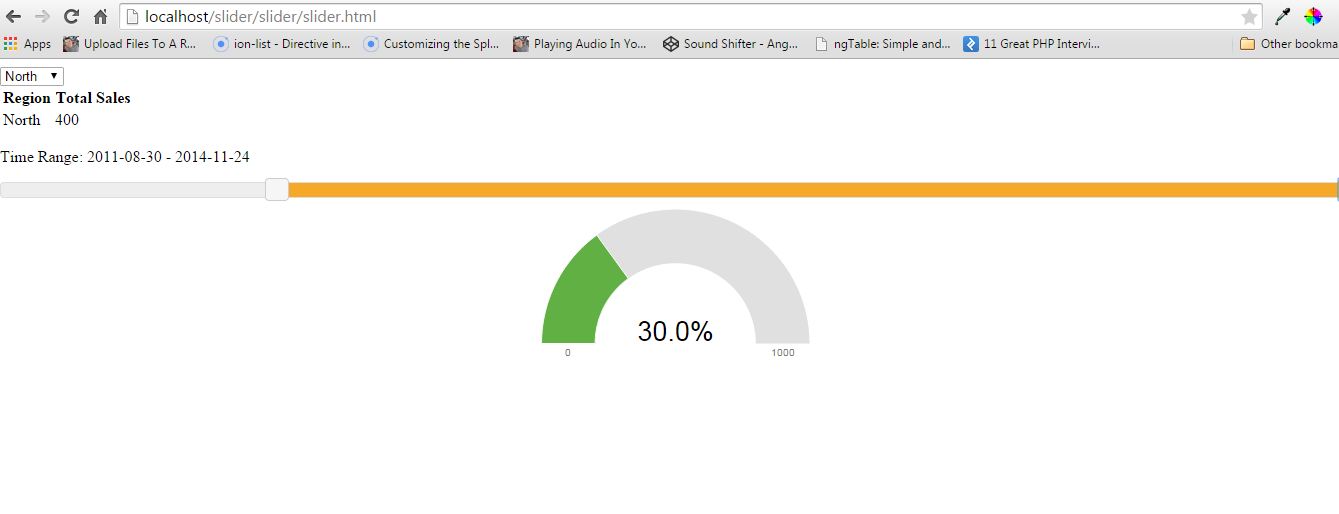 localhost/slider/slider/slider.html
Apps Upload Files To A R... ion-list - Directive in... Customizing the Spl... Playing Audio In Yo... Sound Shifter - Ang... ngTable: Simple and... 11 Great PHP Intervi... Other bookma
North
Region Total Sales
North 400
Time Range: 2011-08-30 - 2014-11-24
30.0%
0 1000